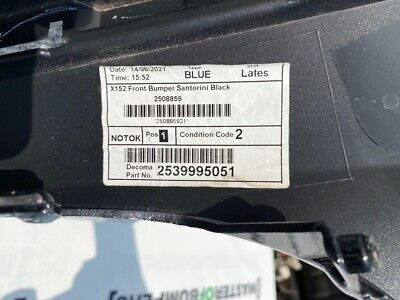 Date: 14/06/2021
Time: 15:52
Team
BLUE
Shift
Lates
X152 Front Bumper Santorini Black
2508859
NOTOK
Pos 1
Condition Code 2
Decoma
Part No.
2539995051
[MASTEROFBUMPERS]